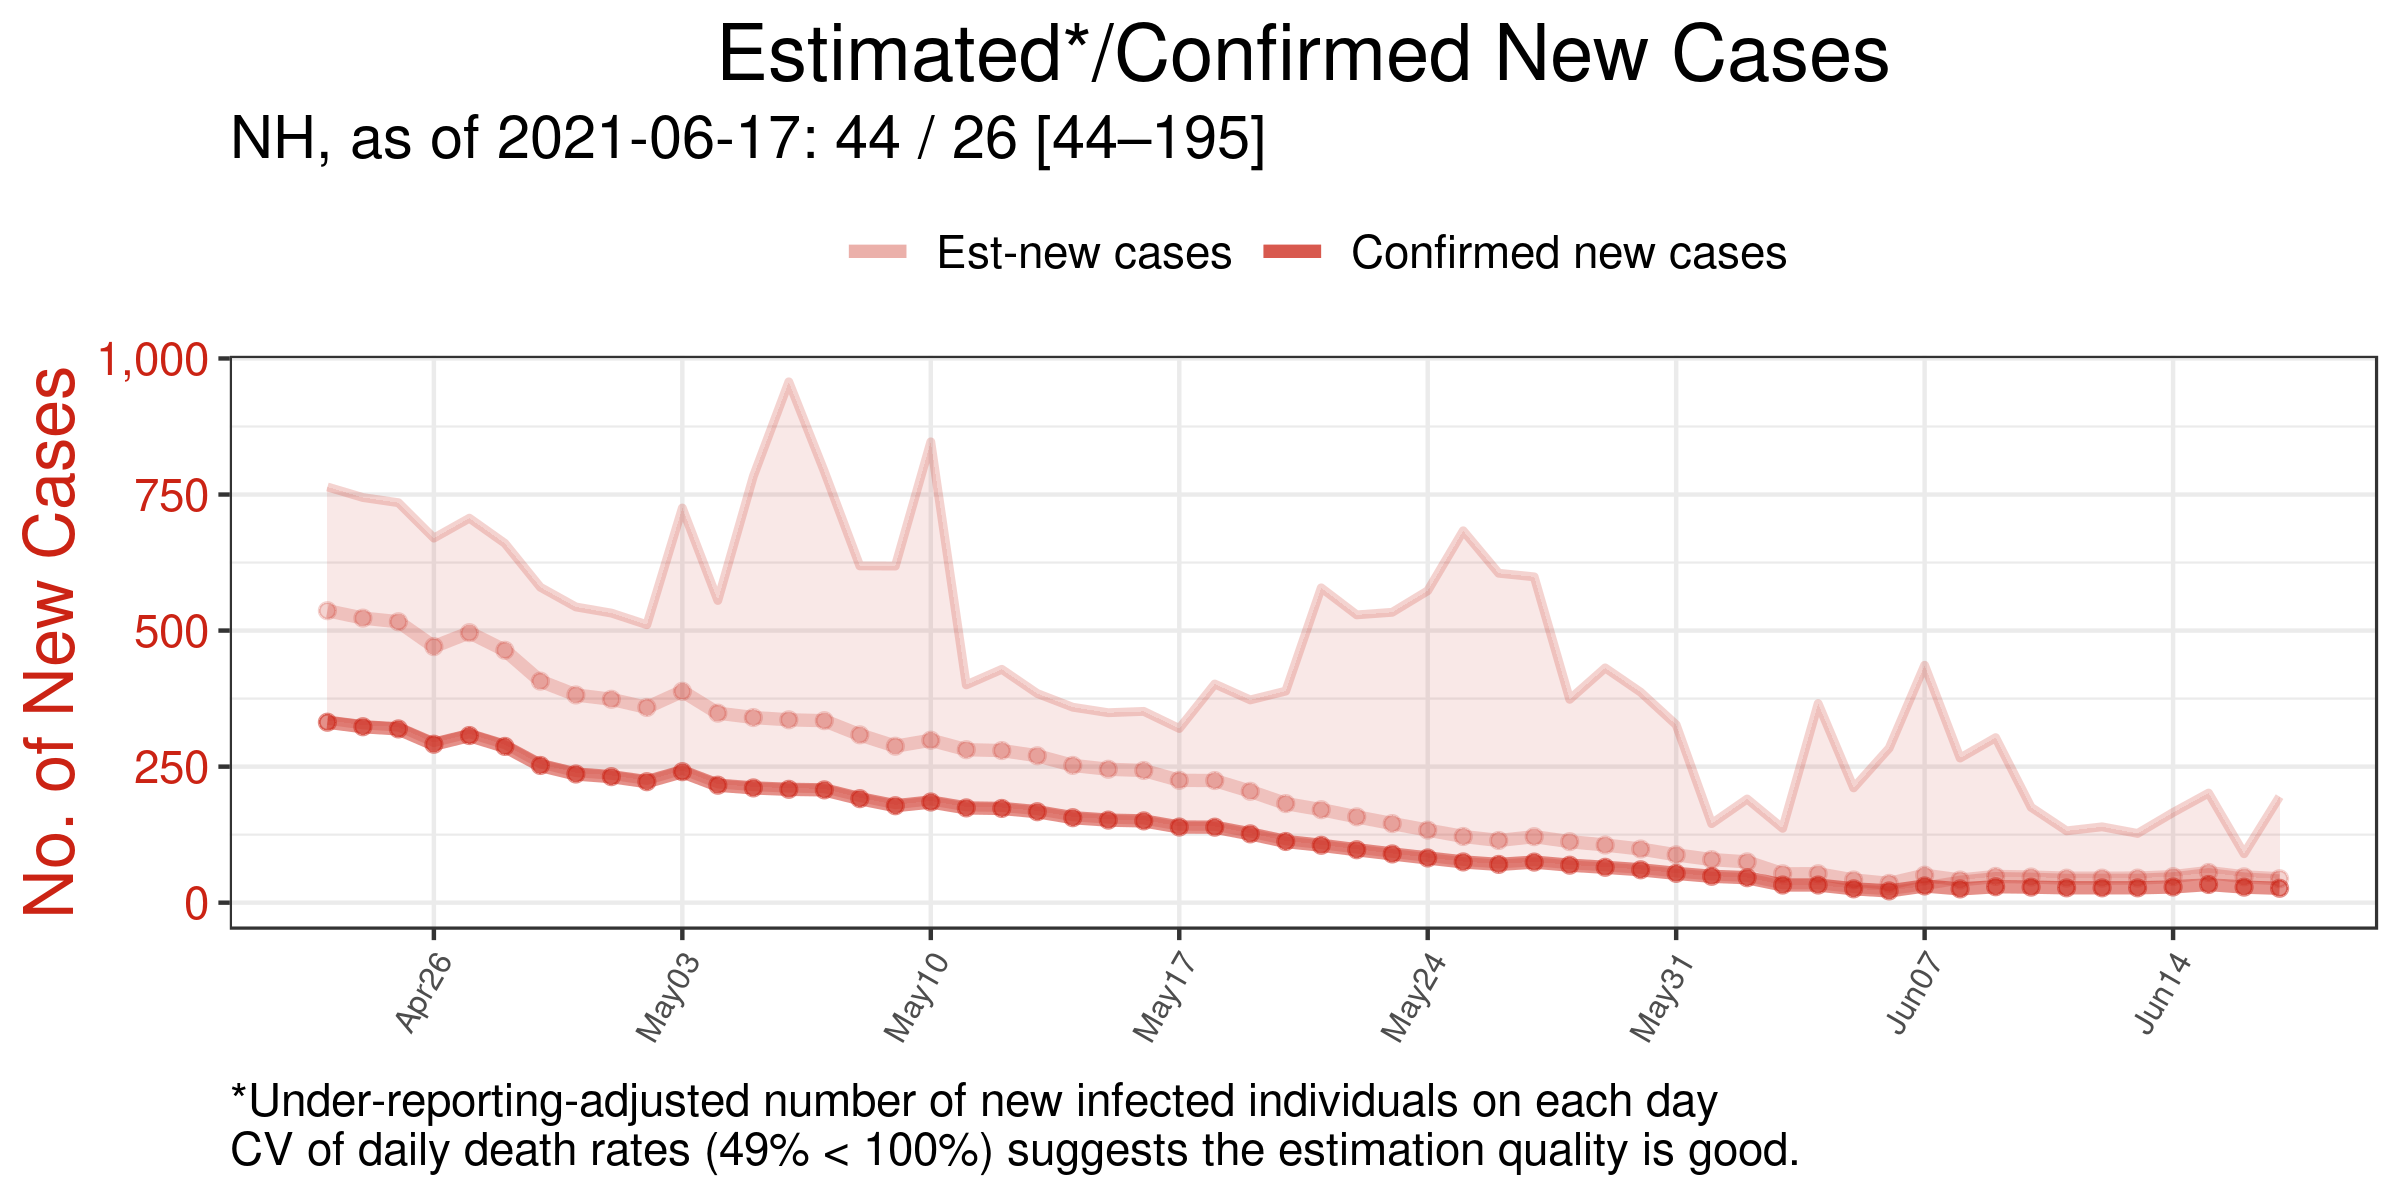 Estimated*/Confirmed New Cases
NH, as of 2021-06-17: 44 / 26 [44–195]
Est-new cases
Confirmed new cases
No. of New Cases
1,000
750
500
250
0
Apr26
May03
May10
May17
May24
May31
Jun07
Jun14
*Under-reporting-adjusted number of new infected individuals on each day
CV of daily death rates (49% < 100%) suggests the estimation quality is good.